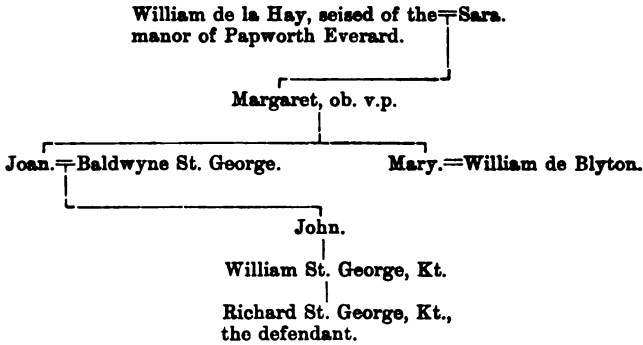 William de la Hay, seised of the=Sara.
manor of Papworth Everard.
Margaret, ob. v.p.
Joan.=Baldwyne St. George. Mary.=William de Blyton.
John.
William St. George, Kt.
Richard St. George, Kt.,
the defendant.